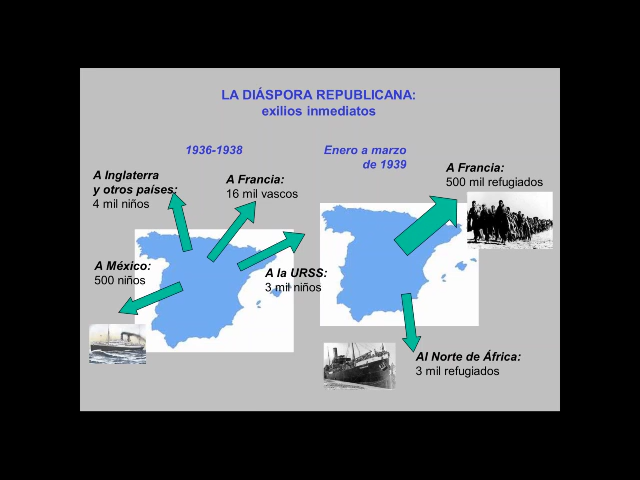 LA DIÁSPORA REPUBLICANA:
exilios inmediatos
1936-1938
A Inglaterra
y otros países:
4 mil niños
A Francia:
16 mil vascos
A México:
500 niños
A la URSS:
3 mil niños
Enero a marzo
de 1939
A Francia:
500 mil refugiados
Al Norte de África:
3 mil refugiados